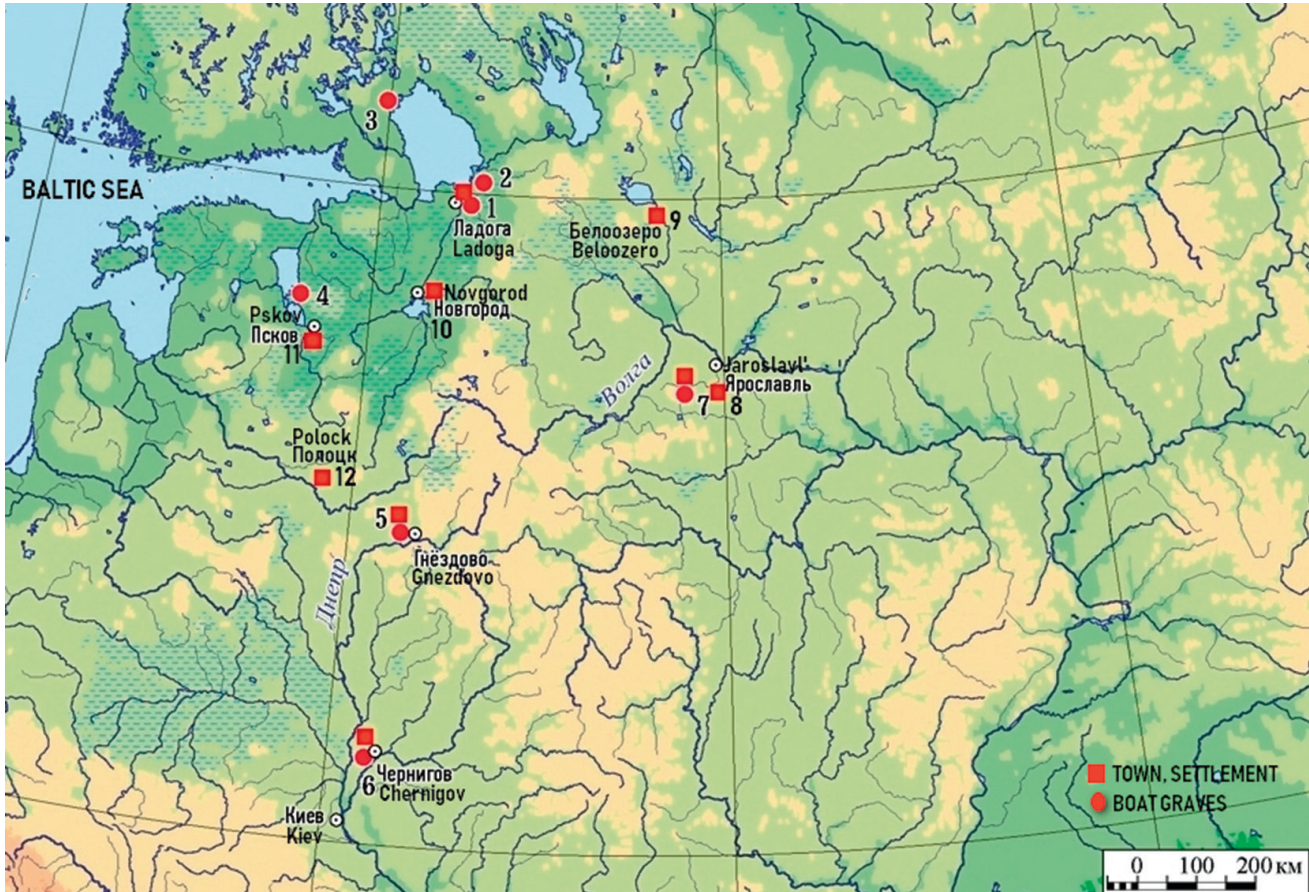 3
BALTIC SEA
2
1
Ладога
Ladoga
9
Белоозеро
Beloozero
4
Novgorod
Новгород
10
Pskov
Псков
11
Волга
Jaroslavl'
Ярославль
7
8
Polock
Полоцк
12
5
Гнёздово
Gnezdovo
Днепр
6
Чернигов
Chernigov
Киев
Kiev
TOWN, SETTLEMENT
BOAT GRAVES
0 100 200 км